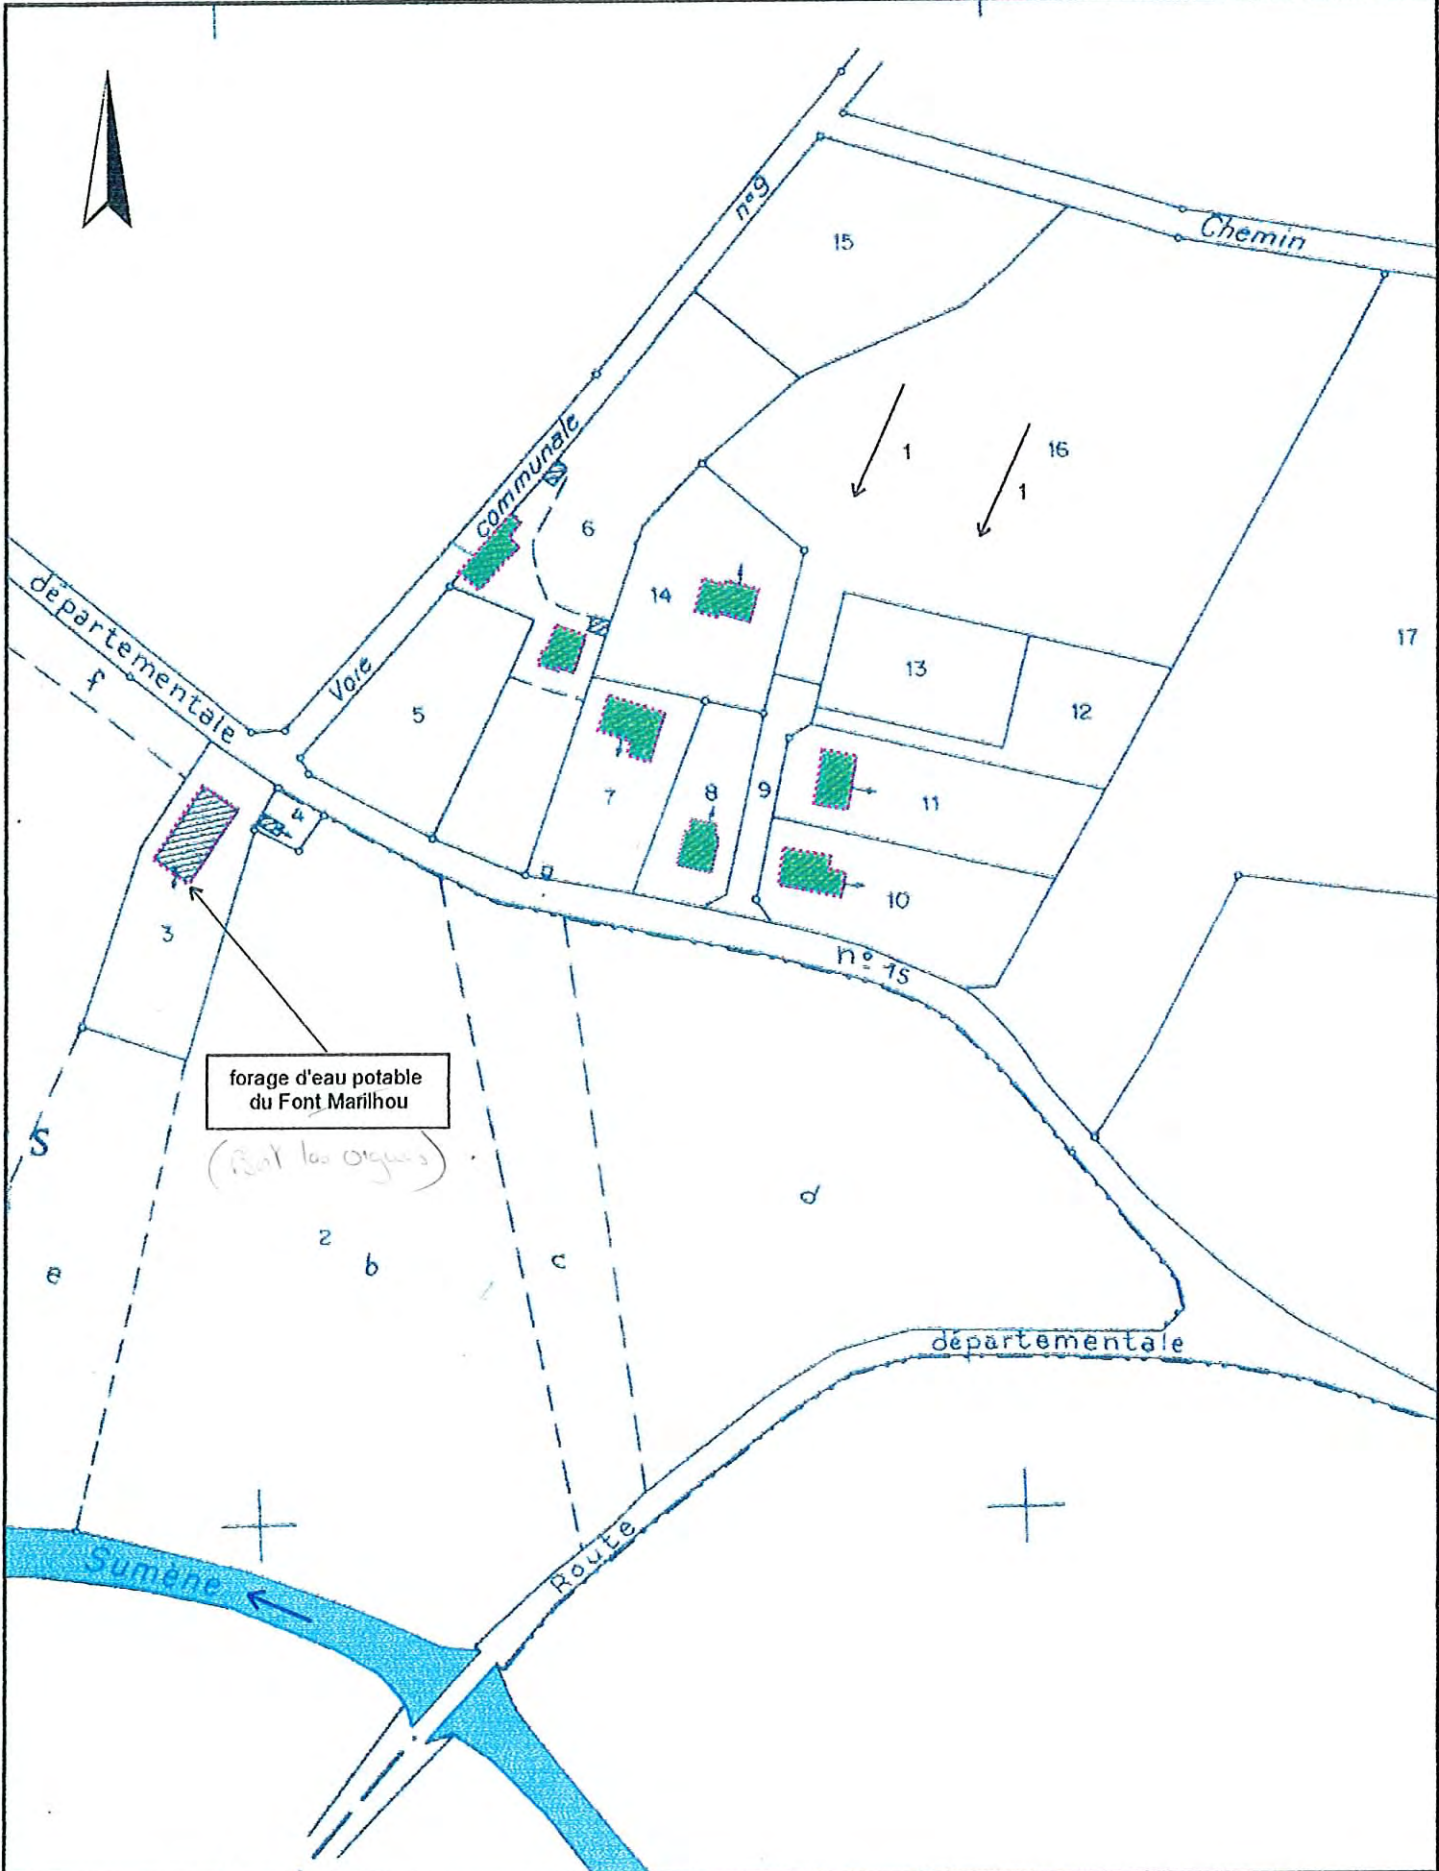 n° 9
Chemin
15
1
16
1
communale
6
14
départementale
f
Voie
13
17
12
5
7
8
9
11
4
10
3
n° 15
forage d'eau potable
du Font Marilhou
S
d
2
b
c
e
départementale
Route
Sumène